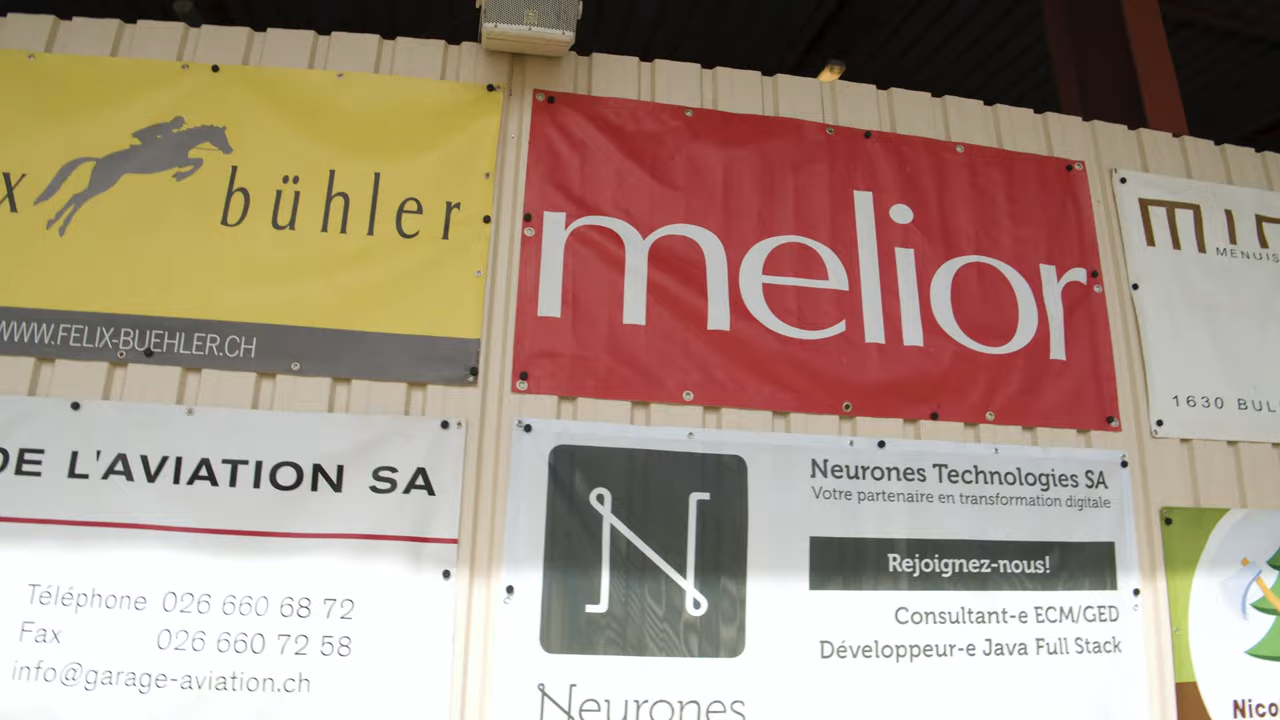 x bühler
WWW.FELIX-BUEHLER.CH
melior
MENUIS
1630 BUL
DE L'AVIATION SA
Téléphone 026 660 68 72
Fax 026 660 72 58
info@garage-aviation.ch
N
Neurones Technologies SA
Votre partenaire en transformation digitale
Rejoignez-nous!
Consultant-e ECM/GED
Développeur-e Java Full Stack
Neurones
Nico